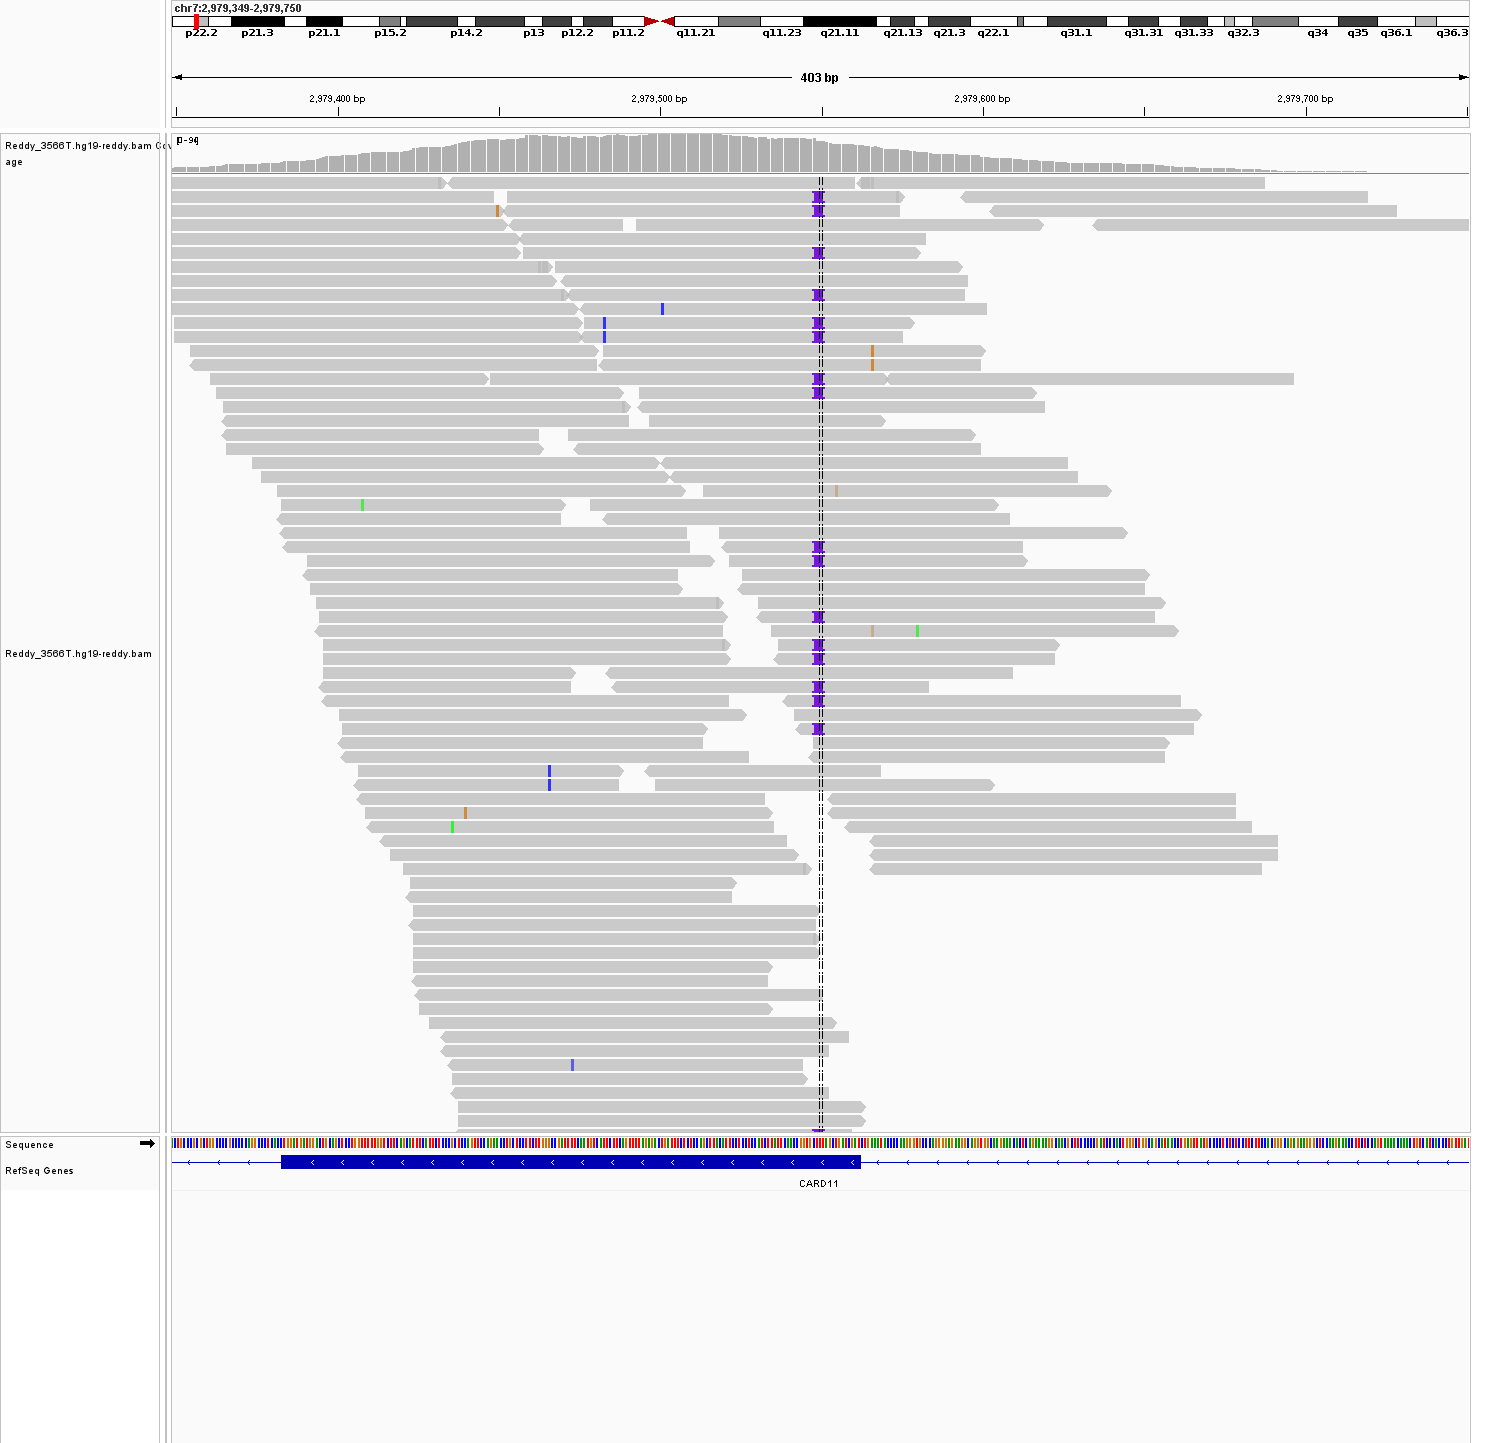 chr7:2,979,349-2,979,750
p22.2 p21.3 p21.1 p15.2 p14.2 p13 p12.2 p11.2 q11.21 q11.23 q21.11 q21.13 q21.3 q22.1 q31.1 q31.31 q31.33 q32.3 q34 q35 q36.1 q36.3
403 bp
2,979,400 bp 2,979,500 bp 2,979,600 bp 2,979,700 bp
[0-94]
Reddy_3566T.hg19-reddy.bam Cov
age
Reddy_3566T.hg19-reddy.bam
Sequence
RefSeq Genes
CARD11